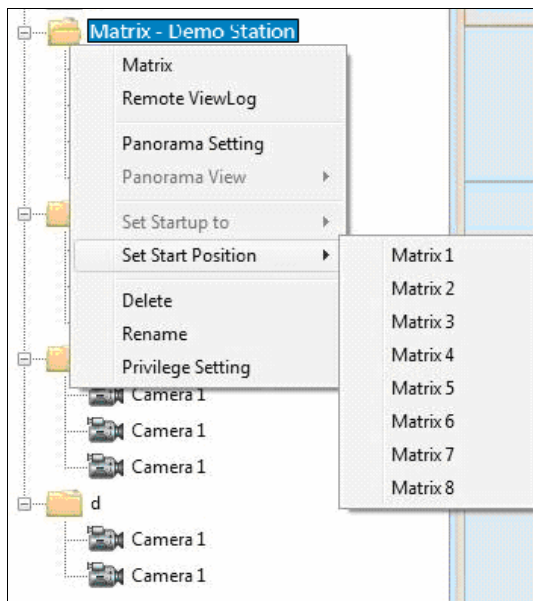 Matrix - Demo Station
Matrix
Remote ViewLog
Panorama Setting
Panorama View
Set Startup to
Set Start Position
Matrix 1
Matrix 2
Matrix 3
Matrix 4
Matrix 5
Matrix 6
Matrix 7
Matrix 8
Delete
Rename
Privilege Setting
Camera 1
Camera 1
Camera 1
d
Camera 1
Camera 1